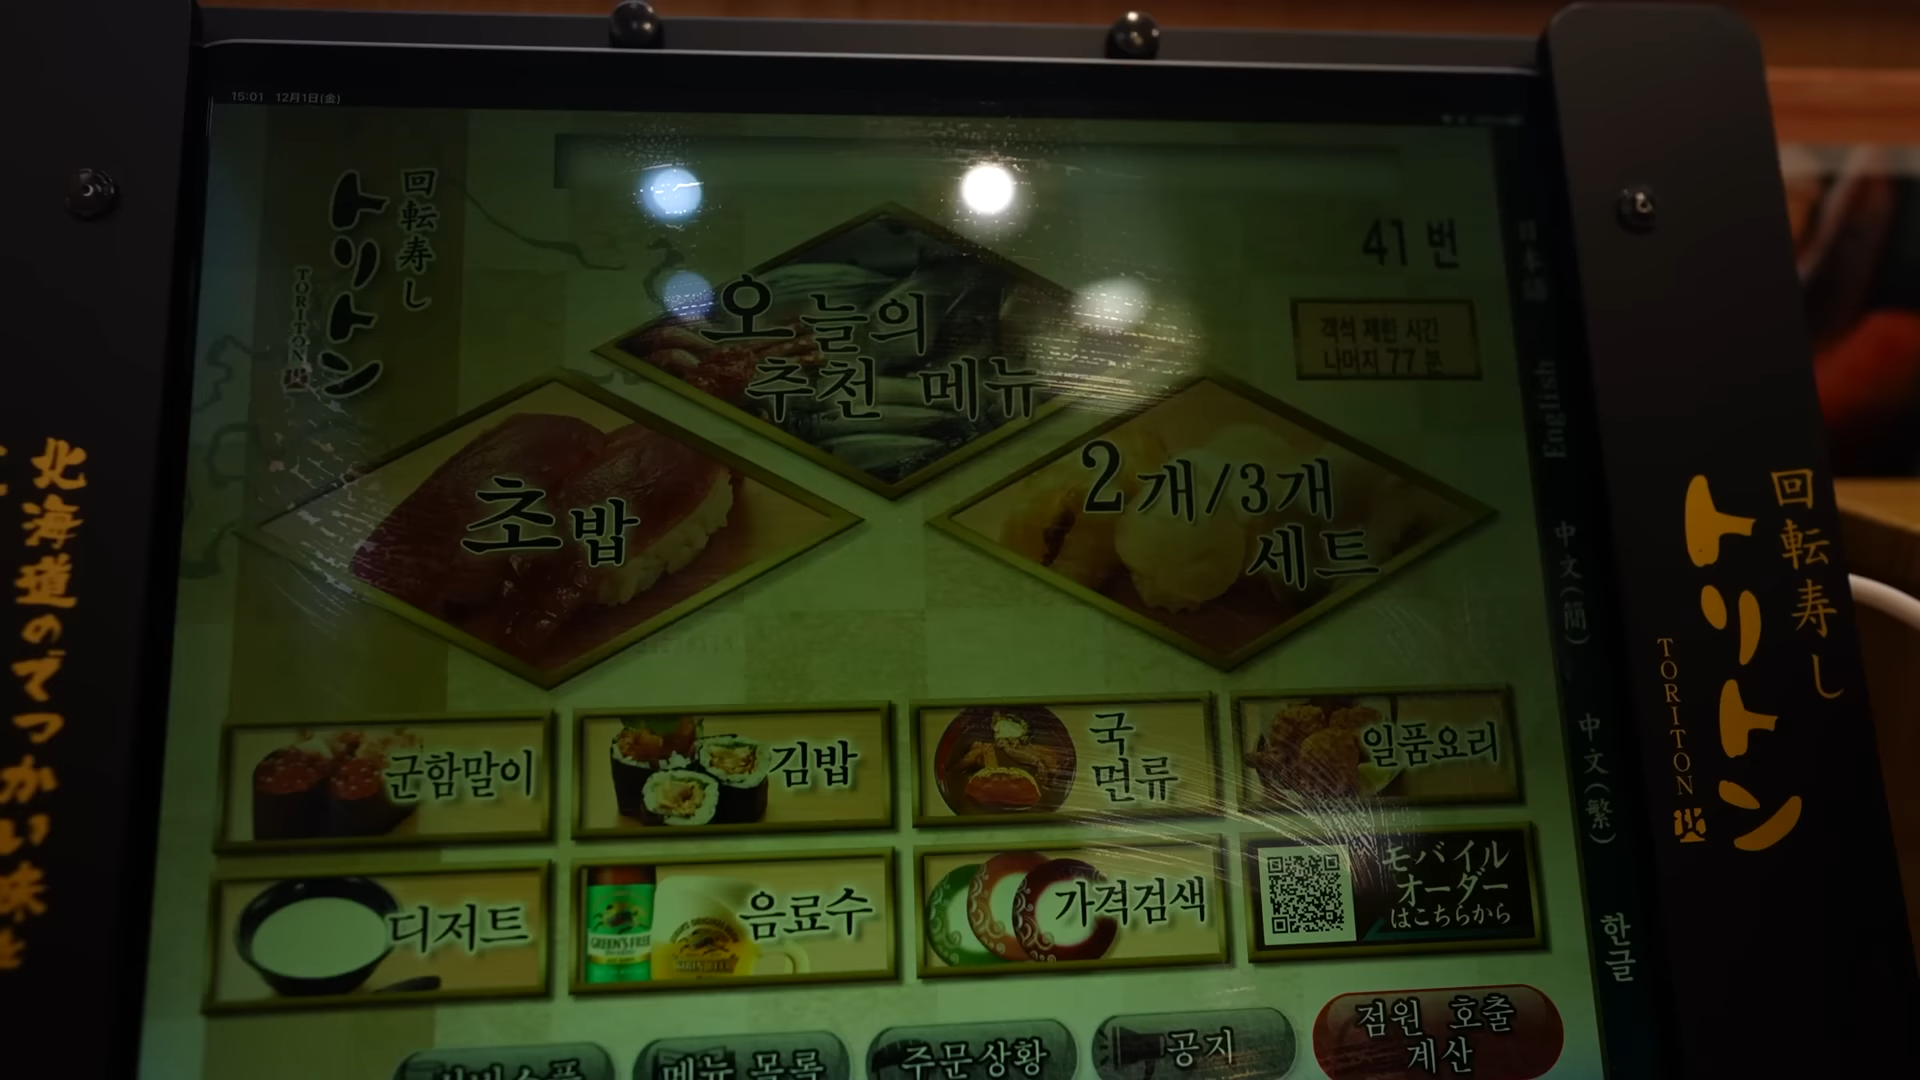 15:01 12月1日(金)
回転寿し
トリトン
TORITON
41 번
객석 제한 시간
나머지 77 분
오늘의
추천 메뉴
초밥
2개/3개
세트
군함말이
김밥
국
면류
일품요리
디저트
GREEN'S FREE
음료수
가격검색
モバイル
オーダー
はこちらから
메뉴 목록
주문상황
공지
점원 호출
계산
日本語
English
中文(簡)
中文(繁)
한글
北海道のでっかい味を
回転寿し
トリトン
TORITON